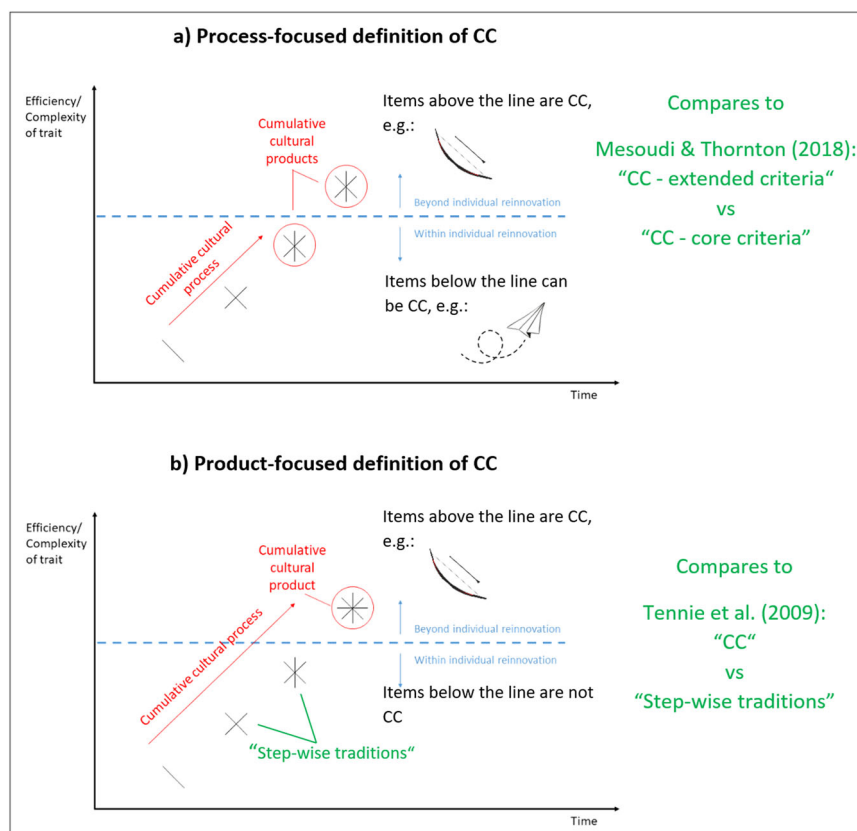 a) Process-focused definition of CC
Efficiency/
Complexity
of trait
Cumulative
cultural
products
Items above the line are CC,
e.g.:
Beyond individual reinnovation
Within individual reinnovation
Cumulative cultural
process
Items below the line can
be CC, e.g.:
Time
Compares to
Mesoudi & Thornton (2018):
“CC - extended criteria“
vs
“CC - core criteria”
b) Product-focused definition of CC
Efficiency/
Complexity
of trait
Cumulative
cultural
product
Items above the line are CC,
e.g.:
Beyond individual reinnovation
Within individual reinnovation
Cumulative cultural process
Items below the line are not
CC
“Step-wise traditions“
Time
Compares to
Tennie et al. (2009):
“CC“
vs
“Step-wise traditions”